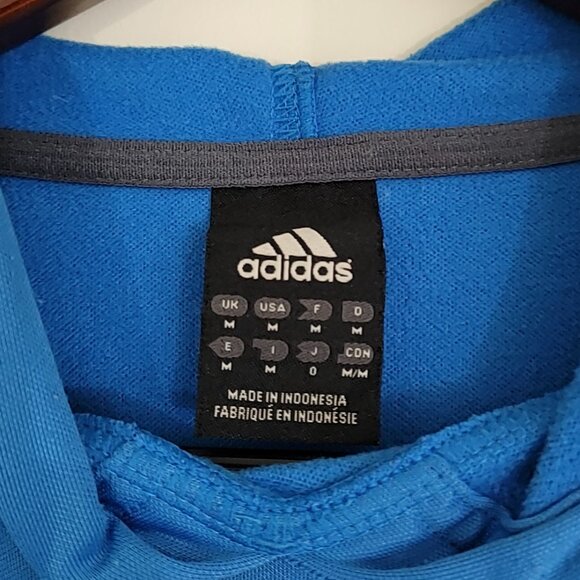 adidas
UK USA F D
M M M M
E I J CDN
M M O M/M
MADE IN INDONESIA
FABRIQUÉ EN INDONÉSIE